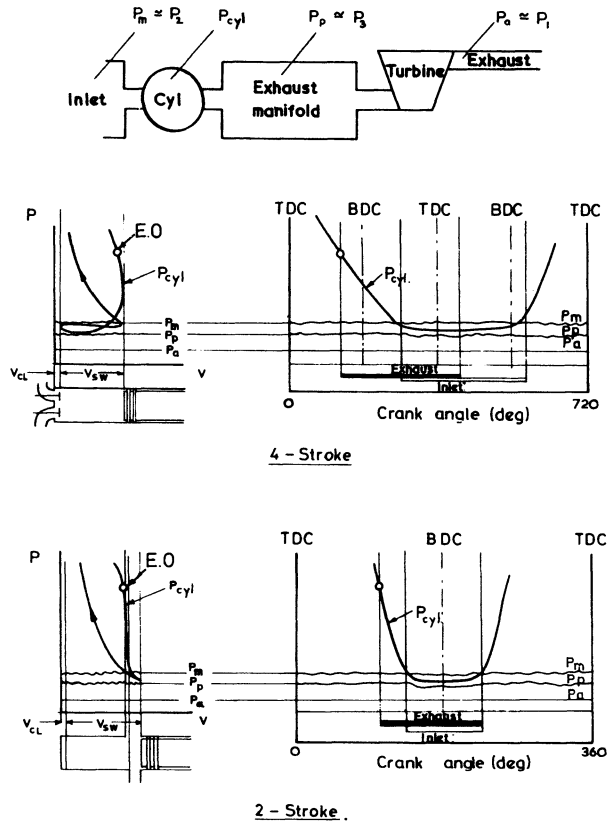 Pm ≃ P2
Pcyl
Pp ≃ P3
Pa ≃ P1
Inlet
Cyl
Exhaust manifold
Turbine
Exhaust
P
E.O
Pcyl
Pm
Pp
Pa
VCL
VSW
V
TDC BDC TDC BDC TDC
Pcyl.
Pm
Pp
Pa
Exhaust
Inlet
0
720
Crank angle (deg)
4 - Stroke
P
E.O
Pcyl
Pm
Pp
Pa
VCL
VSW
V
TDC BDC TDC
Pcyl
Pm
Pp
Pa
Exhaust
Inlet
0
360
Crank angle (deg)
2 - Stroke .